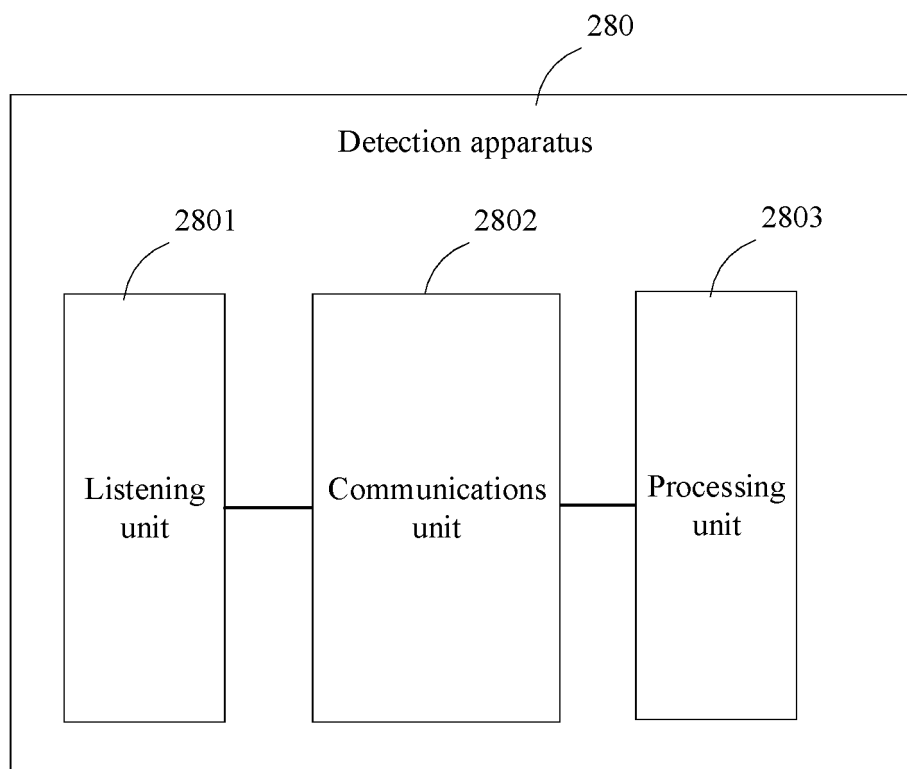 280
Detection apparatus
2801
2802
2803
Listening
unit
Communications
unit
Processing
unit